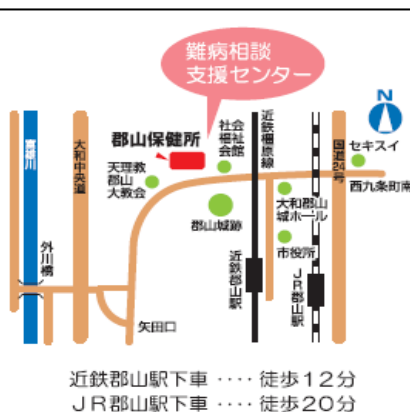 難病相談
支援センター
N
郡山保健所
社会福祉会館
近鉄橿原線
国道24号
セキスイ
富雄川
大和中央道
天理教
郡山
大教会
西九条町南
大和郡山
城ホール
郡山城跡
市役所
外川橋
近鉄郡山駅
JR郡山駅
矢田口
近鉄郡山駅下車 ････ 徒歩12分
JR郡山駅下車 ････ 徒歩20分